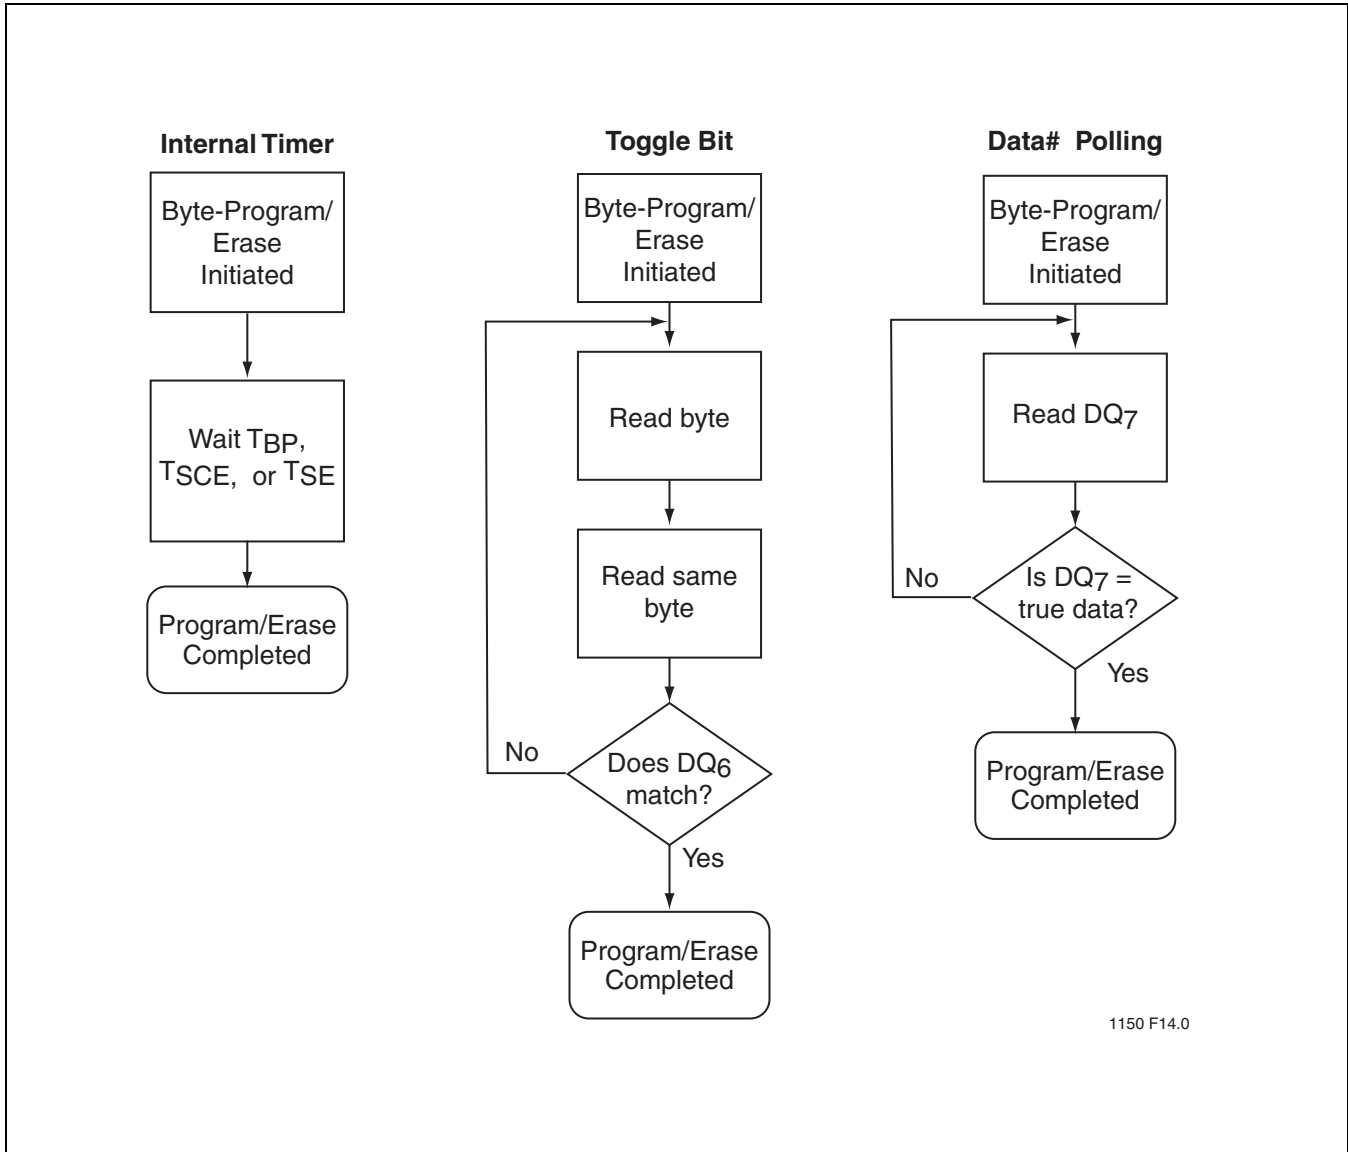 Internal Timer
Byte-Program/
Erase
Initiated
Wait TBP,
TSCE, or TSE
Program/Erase
Completed
Toggle Bit
Byte-Program/
Erase
Initiated
Read byte
Read same
byte
Does DQ6
match?
No
Yes
Program/Erase
Completed
Data# Polling
Byte-Program/
Erase
Initiated
Read DQ7
Is DQ7 =
true data?
No
Yes
Program/Erase
Completed
1150 F14.0